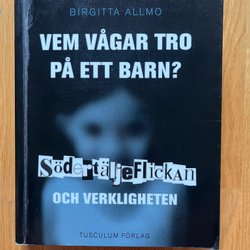 BIRGITTA ALLMO
VEM VÅGAR TRO
PÅ ETT BARN?
SödertäljeFlickan
OCH VERKLIGHETEN
TUSCULUM FÖRLAG